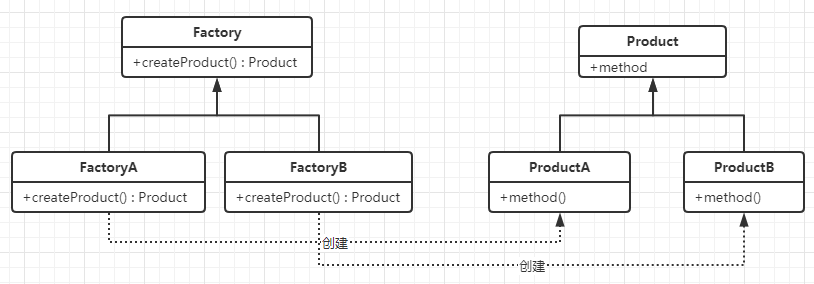 Factory
+createProduct() : Product
Product
+method
FactoryA
+createProduct() : Product
FactoryB
+createProduct() : Product
ProductA
+method()
ProductB
+method()
创建
创建